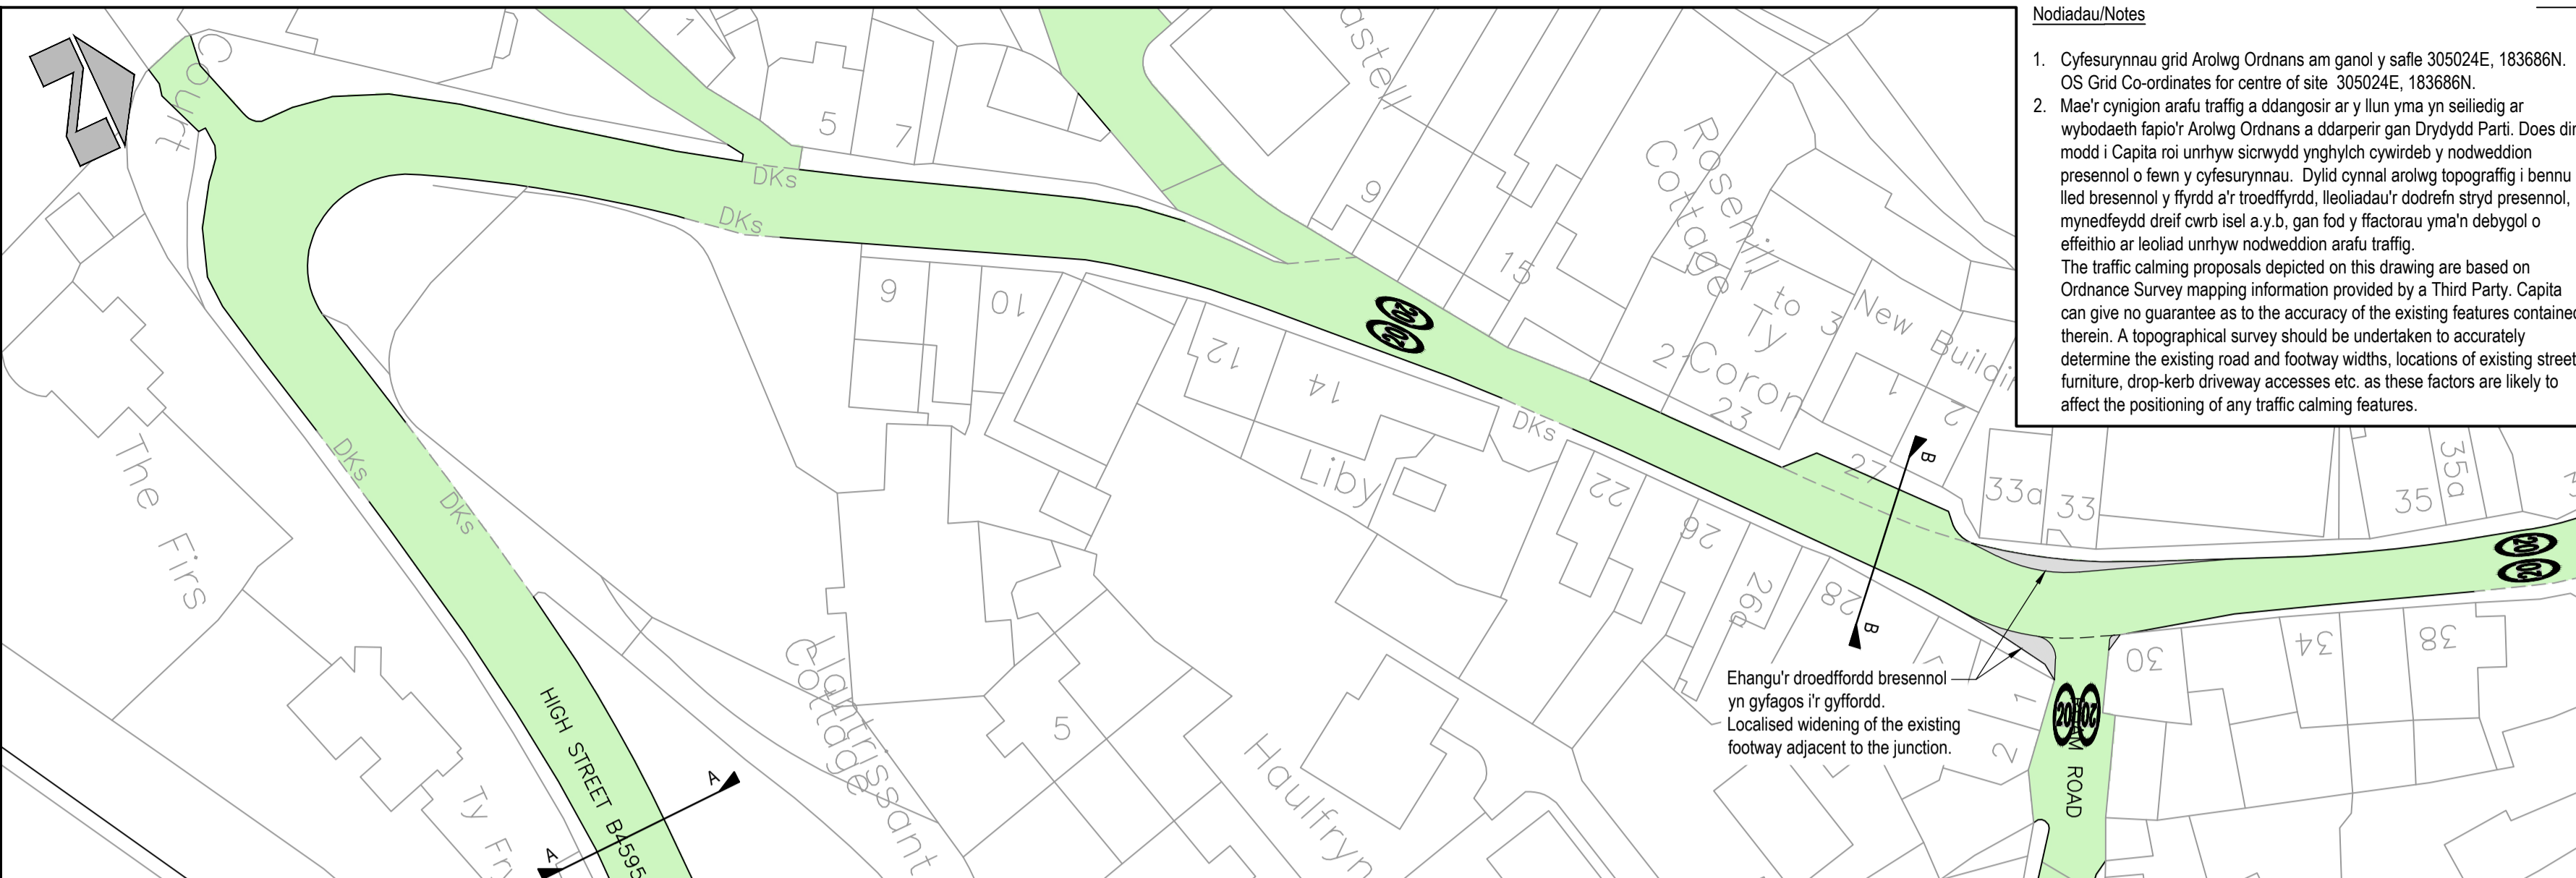 Nodiadau/Notes
1. Cyfesurynnau grid Arolwg Ordnans am ganol y safle 305024E, 183686N.
OS Grid Co-ordinates for centre of site 305024E, 183686N.
2. Mae'r cynigion arafu traffig a ddangosir ar y llun yma yn seiliedig ar
wybodaeth fapio'r Arolwg Ordnans a ddarperir gan Drydydd Parti. Does dim
modd i Capita roi unrhyw sicrwydd ynghylch cywirdeb y nodweddion
presennol o fewn y cyfesurynnau. Dylid cynnal arolwg topograffig i bennu
lled bresennol y ffyrdd a'r troedffyrdd, lleoliadau'r dodrefn stryd presennol,
mynedfeydd dreif cwrb isel a.y.b, gan fod y ffactorau yma'n debygol o
effeithio ar leoliad unrhyw nodweddion arafu traffig.
The traffic calming proposals depicted on this drawing are based on
Ordnance Survey mapping information provided by a Third Party. Capita
can give no guarantee as to the accuracy of the existing features contained
therein. A topographical survey should be undertaken to accurately
determine the existing road and footway widths, locations of existing street
furniture, drop-kerb driveway accesses etc. as these factors are likely to
affect the positioning of any traffic calming features.
N
Court
1
5
7
DKs
DKs
astell
9
15
Rosehill
Cottage
1 to 3
Ty
Coron
2
23
New Buildin
1
2
27
33a
33
35
35a
6
10
12
14
20
20
DKs
Liby
22
26
26a
28
B
B
20
20
30
34
38
The Firs
DKs
DKs
Ehangu'r droedffordd bresennol
yn gyfagos i'r gyffordd.
Localised widening of the existing
footway adjacent to the junction.
1
2
20
20
ROAD
HIGH STREET B4595
A
A
Llantrissant
Cottage
5
Haulfryn
Ty Fry